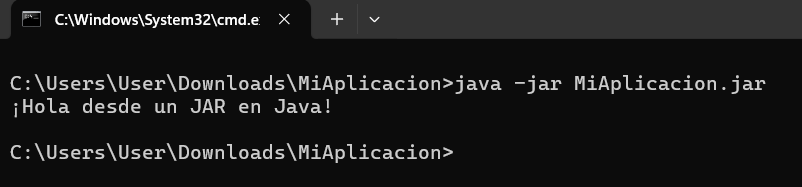 C:\Windows\System32\cmd.e
C:\Users\User\Downloads\MiAplicacion>java -jar MiAplicacion.jar
¡Hola desde un JAR en Java!
C:\Users\User\Downloads\MiAplicacion>